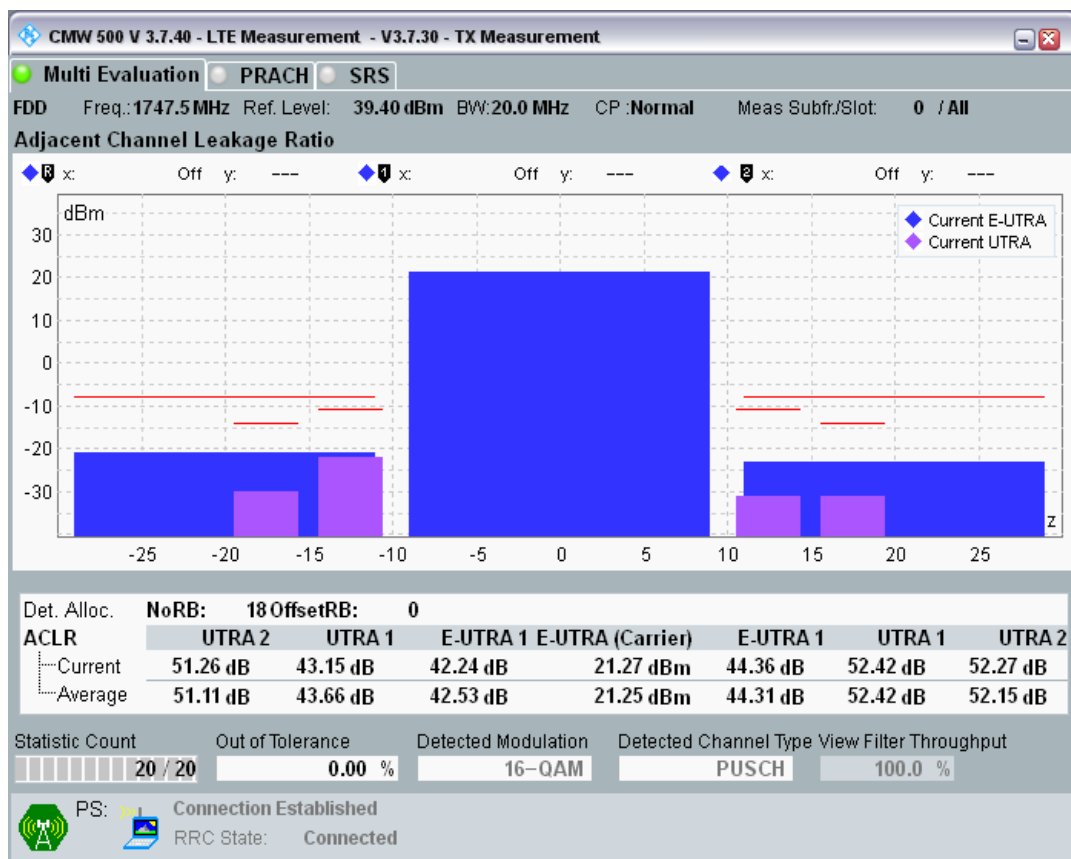 CMW 500 V 3.7.40 - LTE Measurement - V3.7.30 - TX Measurement
Multi Evaluation PRACH SRS
FDD Freq.: 1747.5 MHz Ref. Level: 39.40 dBm BW: 20.0 MHz CP : Normal Meas Subfr./Slot: 0 / All
Adjacent Channel Leakage Ratio
R x: Off y: --- 1 x: Off y: --- 2 x: Off y: ---
dBm
Current E-UTRA
Current UTRA
30
20
10
0
-10
-20
-30
z
-25 -20 -15 -10 -5 0 5 10 15 20 25
Det. Alloc. NoRB: 18 OffsetRB: 0
ACLR UTRA 2 UTRA 1 E-UTRA 1 E-UTRA (Carrier) E-UTRA 1 UTRA 1 UTRA 2
Current 51.26 dB 43.15 dB 42.24 dB 21.27 dBm 44.36 dB 52.42 dB 52.27 dB
Average 51.11 dB 43.66 dB 42.53 dB 21.25 dBm 44.31 dB 52.42 dB 52.15 dB
Statistic Count Out of Tolerance Detected Modulation Detected Channel Type View Filter Throughput
20 / 20 0.00 % 16-QAM PUSCH 100.0 %
PS: Connection Established
RRC State: Connected